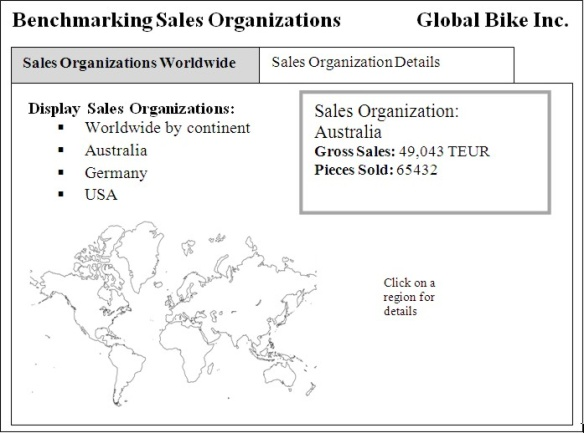 Benchmarking Sales Organizations Global Bike Inc.
Sales Organizations Worldwide Sales Organization Details
Display Sales Organizations:
Worldwide by continent
Australia
Germany
USA
Sales Organization:
Australia
Gross Sales: 49,043 TEUR
Pieces Sold: 65432
Click on a
region for
details